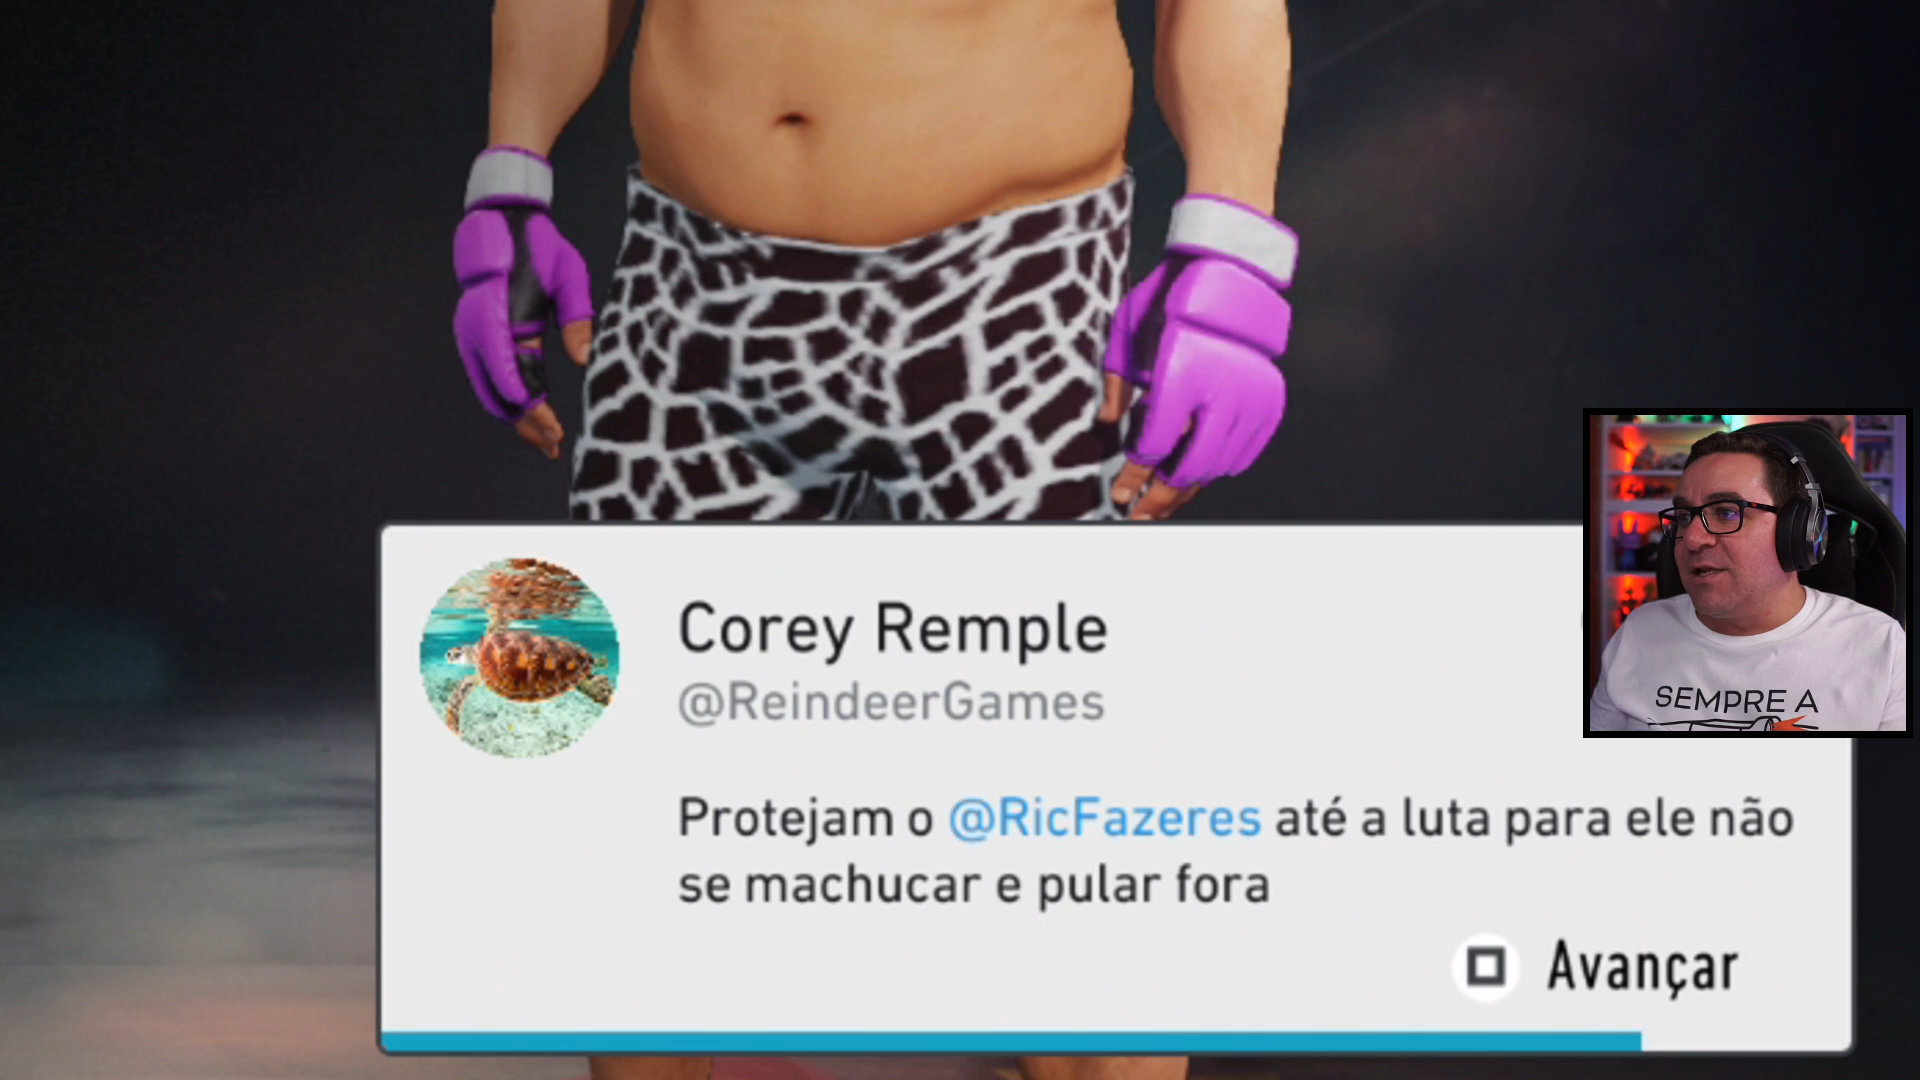 Corey Remple
@ReindeerGames
Protejam o @RicFazeres até a luta para ele não
se machucar e pular fora
Avançar
SEMPRE A